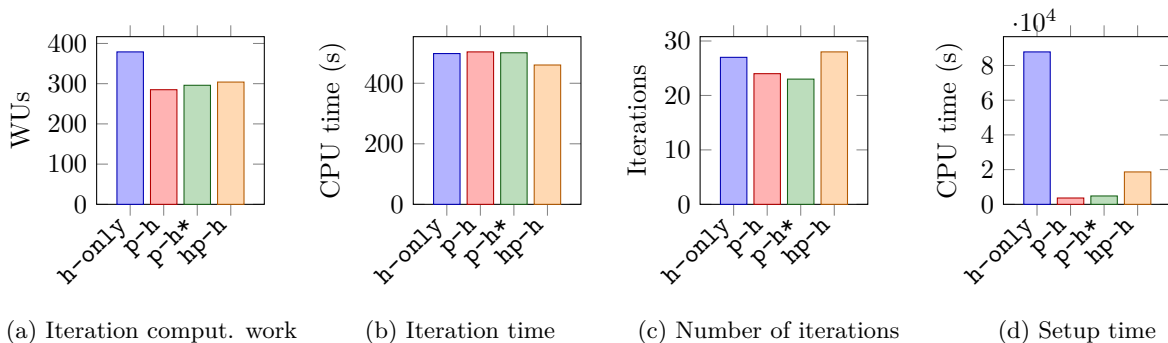 WUs
400
300
200
100
0
h-only
p-h
p-h*
hp-h
(a) Iteration comput. work
CPU time (s)
400
200
0
h-only
p-h
p-h*
hp-h
(b) Iteration time
Iterations
30
20
10
0
h-only
p-h
p-h*
hp-h
(c) Number of iterations
·10⁴
CPU time (s)
8
6
4
2
0
h-only
p-h
p-h*
hp-h
(d) Setup time